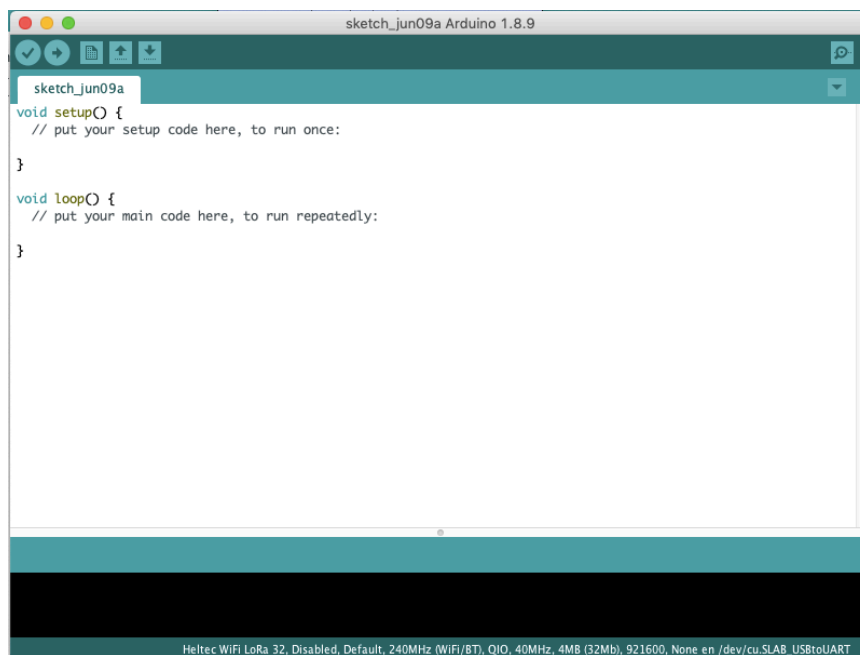 sketch_jun09a Arduino 1.8.9
sketch_jun09a
void setup() {
  // put your setup code here, to run once:
}
void loop() {
  // put your main code here, to run repeatedly:
}
Heltec WiFi LoRa 32, Disabled, Default, 240MHz (WiFi/BT), QIO, 40MHz, 4MB (32Mb), 921600, None en /dev/cu.SLAB_USBtoUART